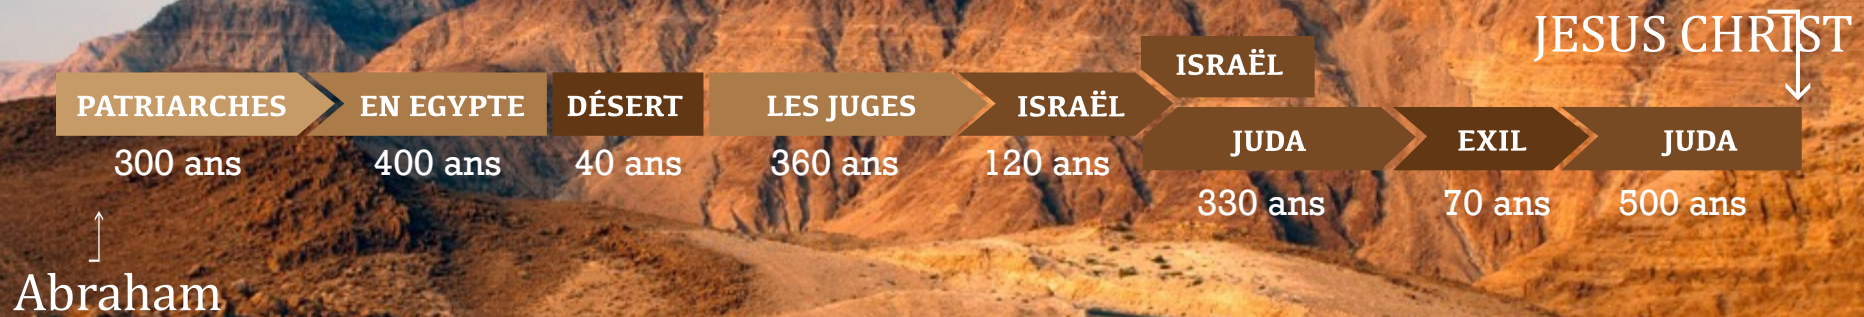 JESUS CHRIST
ISRAËL
PATRIARCHES
EN EGYPTE
DÉSERT
LES JUGES
ISRAËL
JUDA
EXIL
JUDA
300 ans
400 ans
40 ans
360 ans
120 ans
330 ans
70 ans
500 ans
Abraham